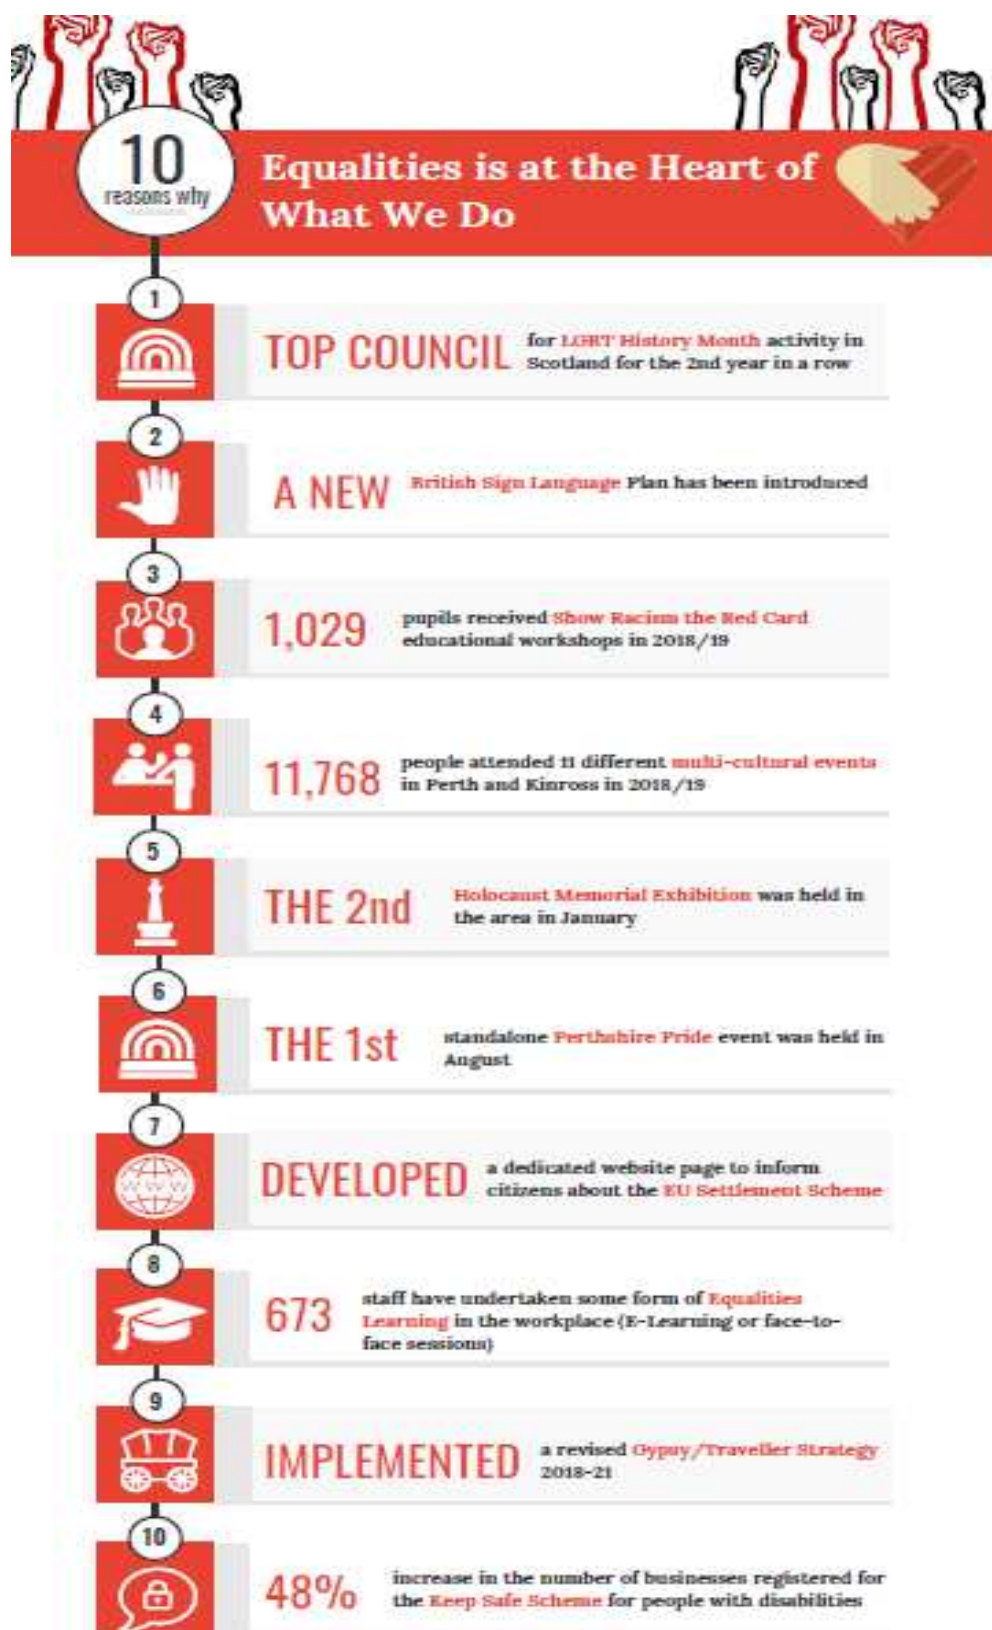 10
reasons why
Equalities is at the Heart of
What We Do
1
TOP COUNCIL
for LGBT History Month activity in
Scotland for the 2nd year in a row
2
A NEW
British Sign Language Plan has been introduced
3
1,029
pupils received Show Racism the Red Card
educational workshops in 2018/19
4
11,768
people attended 11 different multi-cultural events
in Perth and Kinross in 2018/19
5
THE 2nd
Holocaust Memorial Exhibition was held in
the area in January
6
THE 1st
standalone Perthshire Pride event was held in
August
7
DEVELOPED
a dedicated website page to inform
citizens about the EU Settlement Scheme
8
673
staff have undertaken some form of Equalities
Learning in the workplace (E-Learning or face-to-
face sessions)
9
IMPLEMENTED
a revised Gypsy/Traveller Strategy
2018-21
10
48%
increase in the number of businesses registered for
the Keep Safe Scheme for people with disabilities